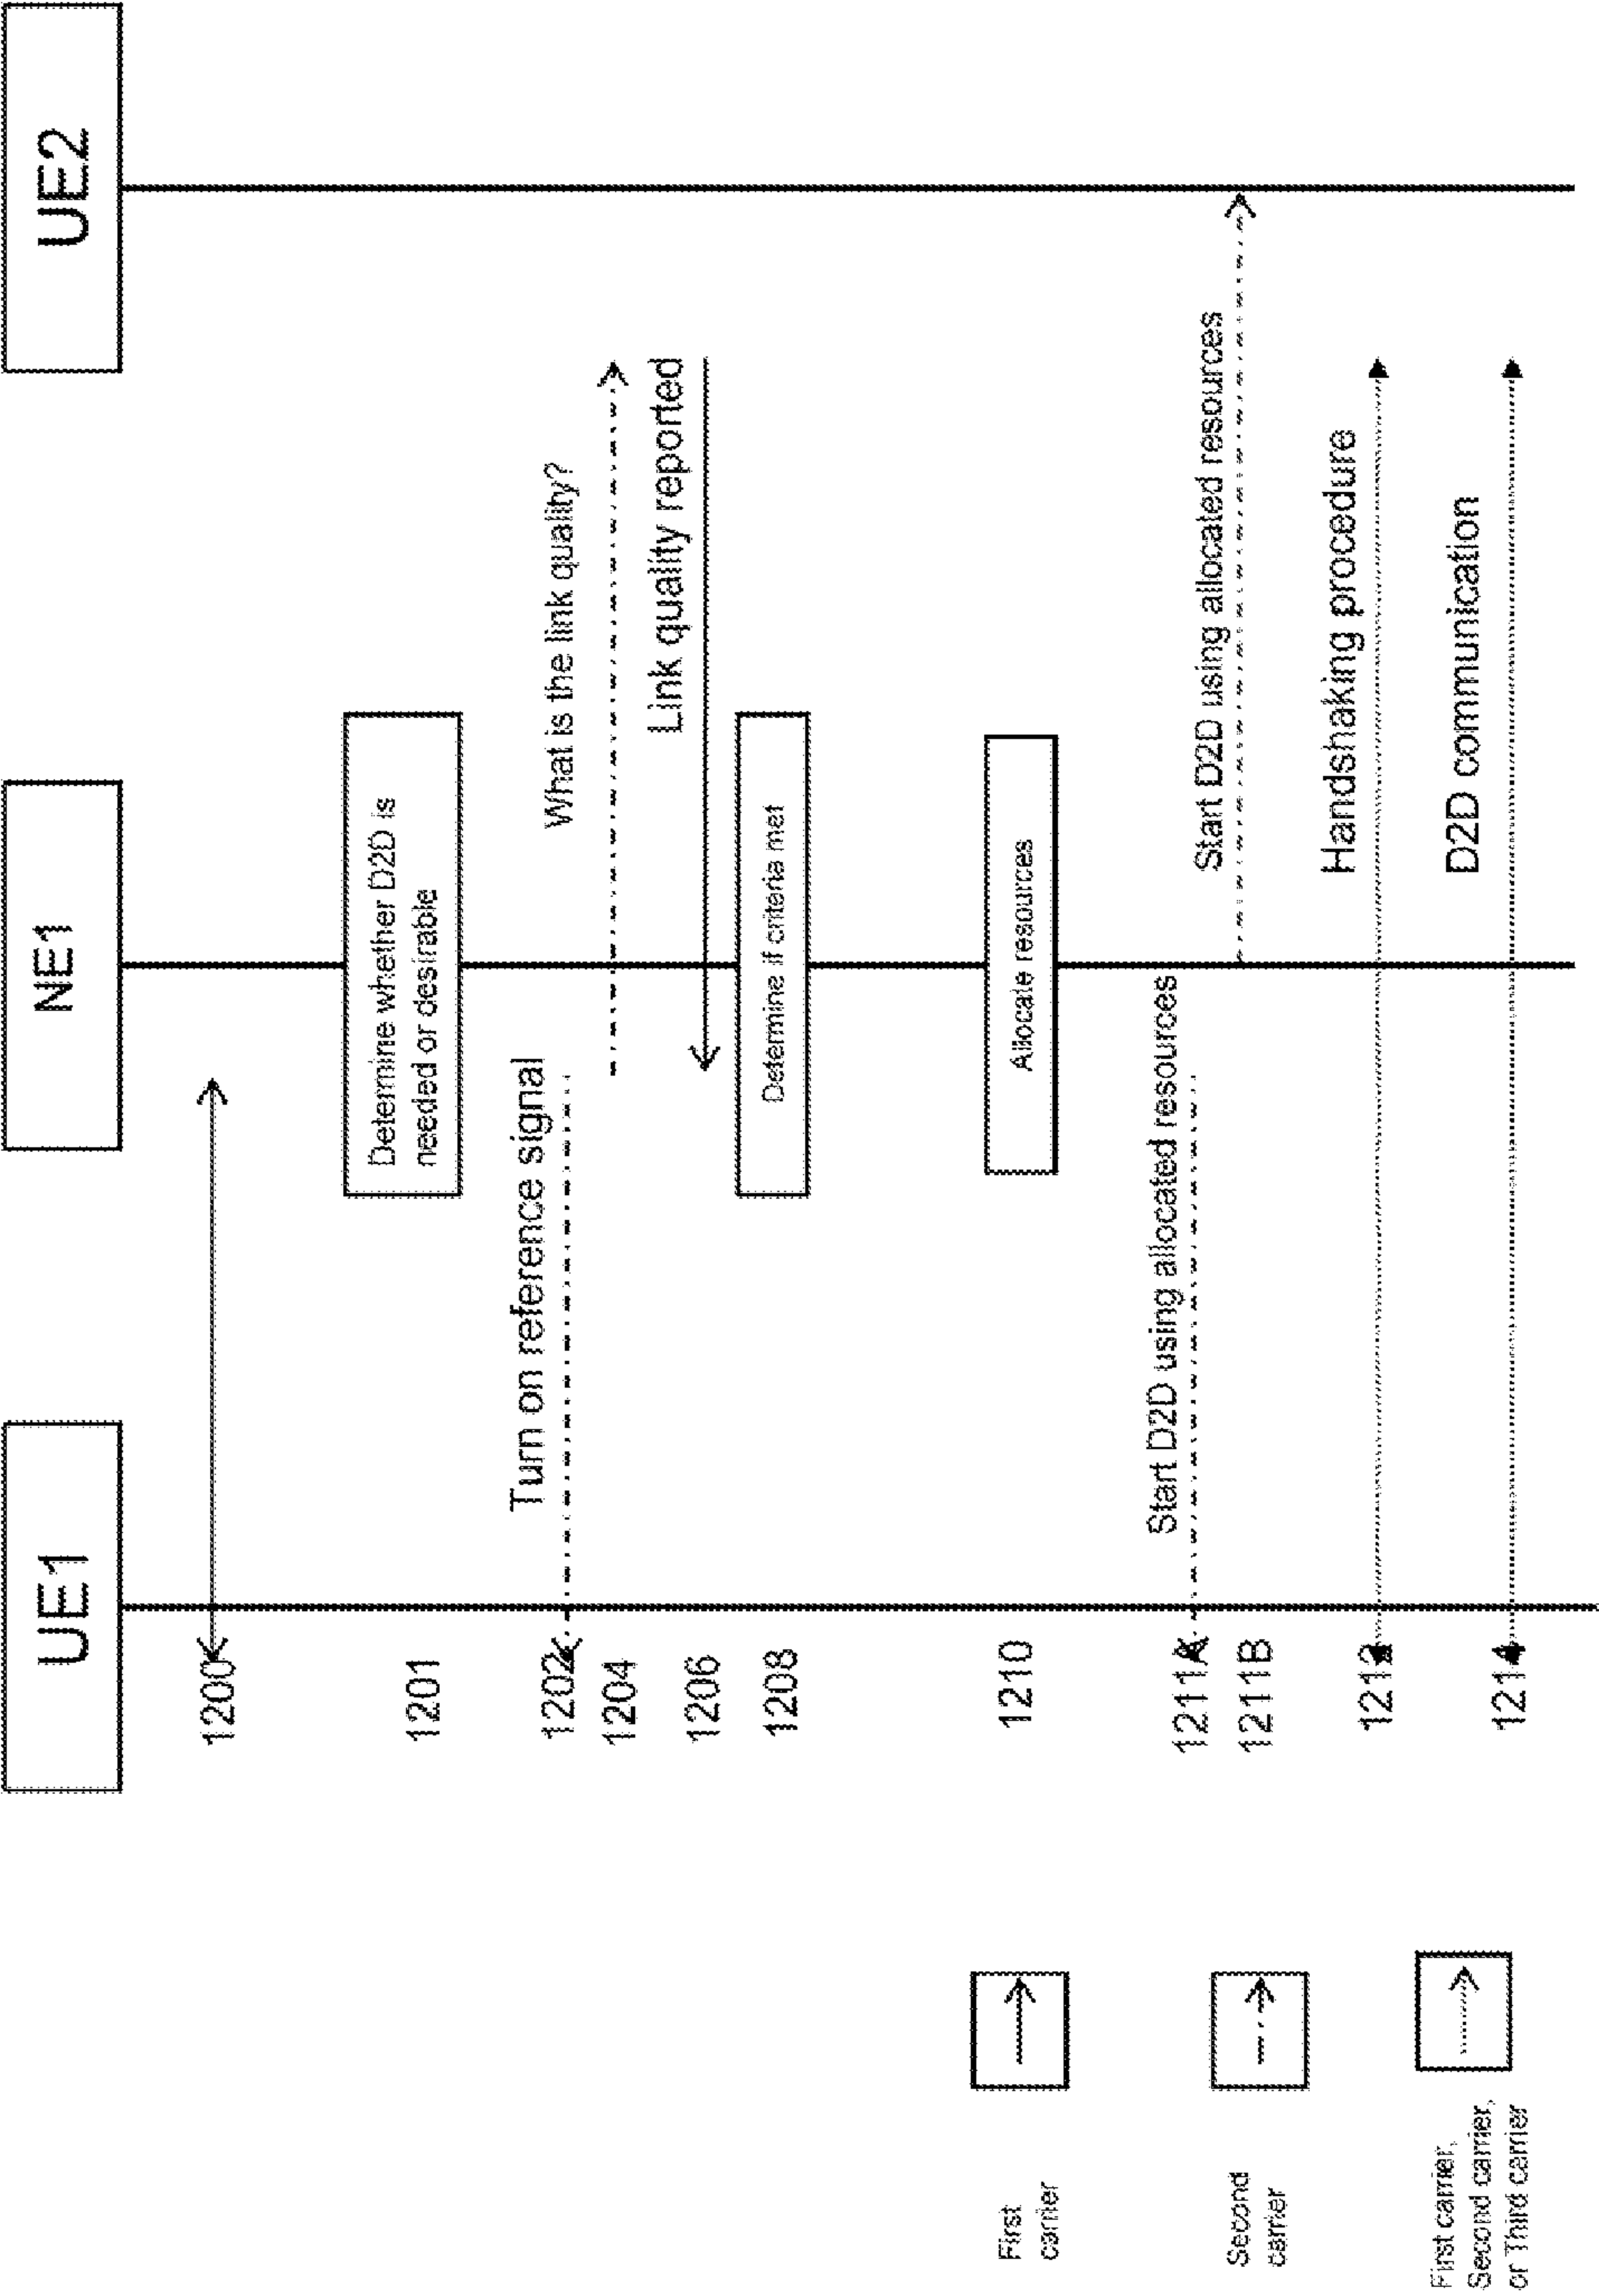 UE1
NE1
UE2
1200
1201
Determine whether D2D is
needed or desirable
1202
Turn on reference signal
1204
What is the link quality?
1206
Link quality reported
1208
Determine if criteria met
1210
Allocate resources
1211A
Start D2D using allocated resources
1211B
Start D2D using allocated resources
1212
Handshaking procedure
1214
D2D communication
First
carrier
Second
carrier
First carrier,
Second carrier,
or Third carrier